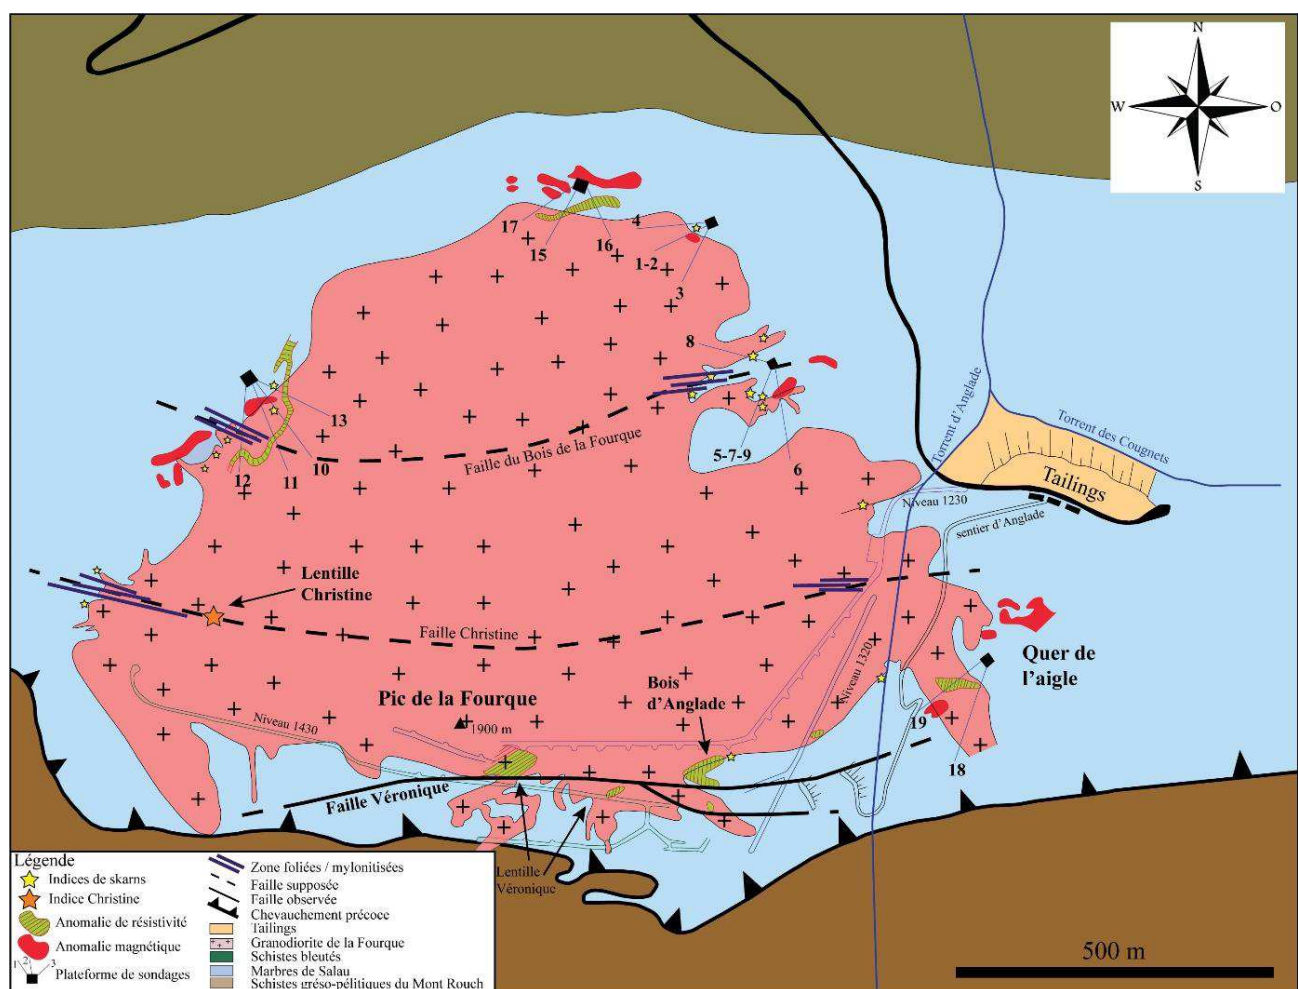 N
W
O
S
17
15
16
4
1-2
3
8
13
10
11
12
Faille du Bois de la Fourque
5-7-9
6
Torrent d'Anglade
Torrent des Cougnets
Tailings
Niveau 1230
sentier d'Anglade
Lentille
Christine
Faille Christine
Niveau 1320
Quer de
l'aigle
Bois
d'Anglade
Pic de la Fourque
1900 m
Niveau 1430
19
18
Faille Véronique
Lentille
Véronique
Légende
Indices de skarns
Indice Christine
Anomalie de résistivité
Anomalie magnétique
1 2 3
Plateforme de sondages
Zone foliées / mylonitisées
Faille supposée
Faille observée
Chevauchement précoce
Tailings
Granodiorite de la Fourque
Schistes bleutés
Marbres de Salau
Schistes gréso-pélitiques du Mont Rouch
500 m